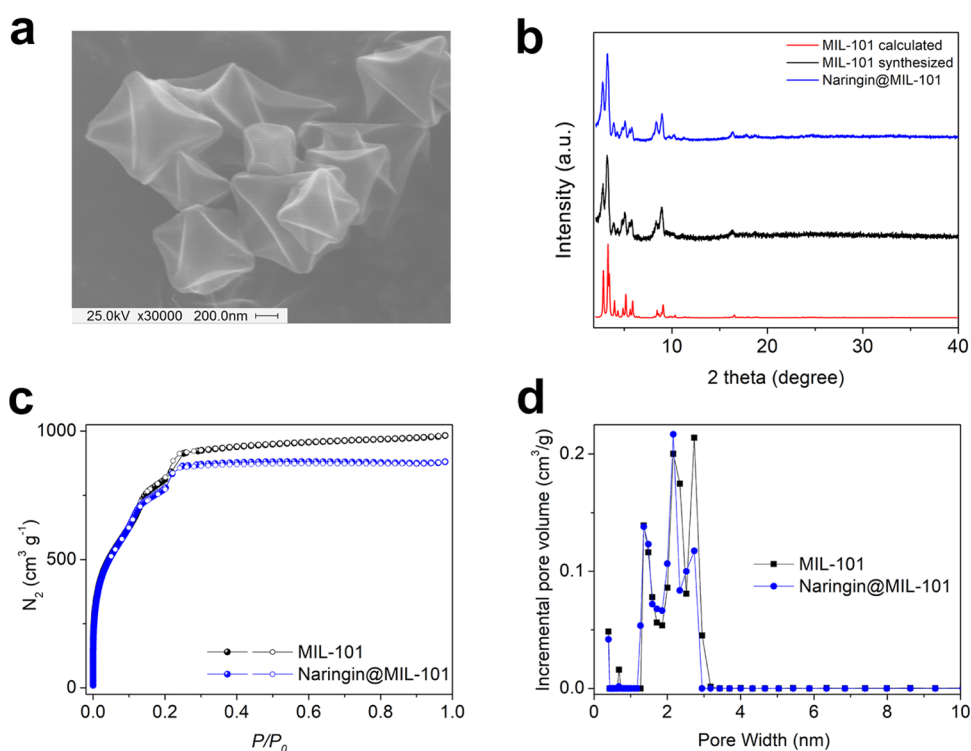 a
25.0kV x30000 200.0nm
b
MIL-101 calculated
MIL-101 synthesized
Naringin@MIL-101
Intensity (a.u.)
10 20 30 40
2 theta (degree)
c
1000
500
0
N2 (cm3 g-1)
MIL-101
Naringin@MIL-101
0.0 0.2 0.4 0.6 0.8 1.0
P/P0
d
Incremental pore volume (cm3/g)
0.2
0.1
0.0
MIL-101
Naringin@MIL-101
0 2 4 6 8 10
Pore Width (nm)